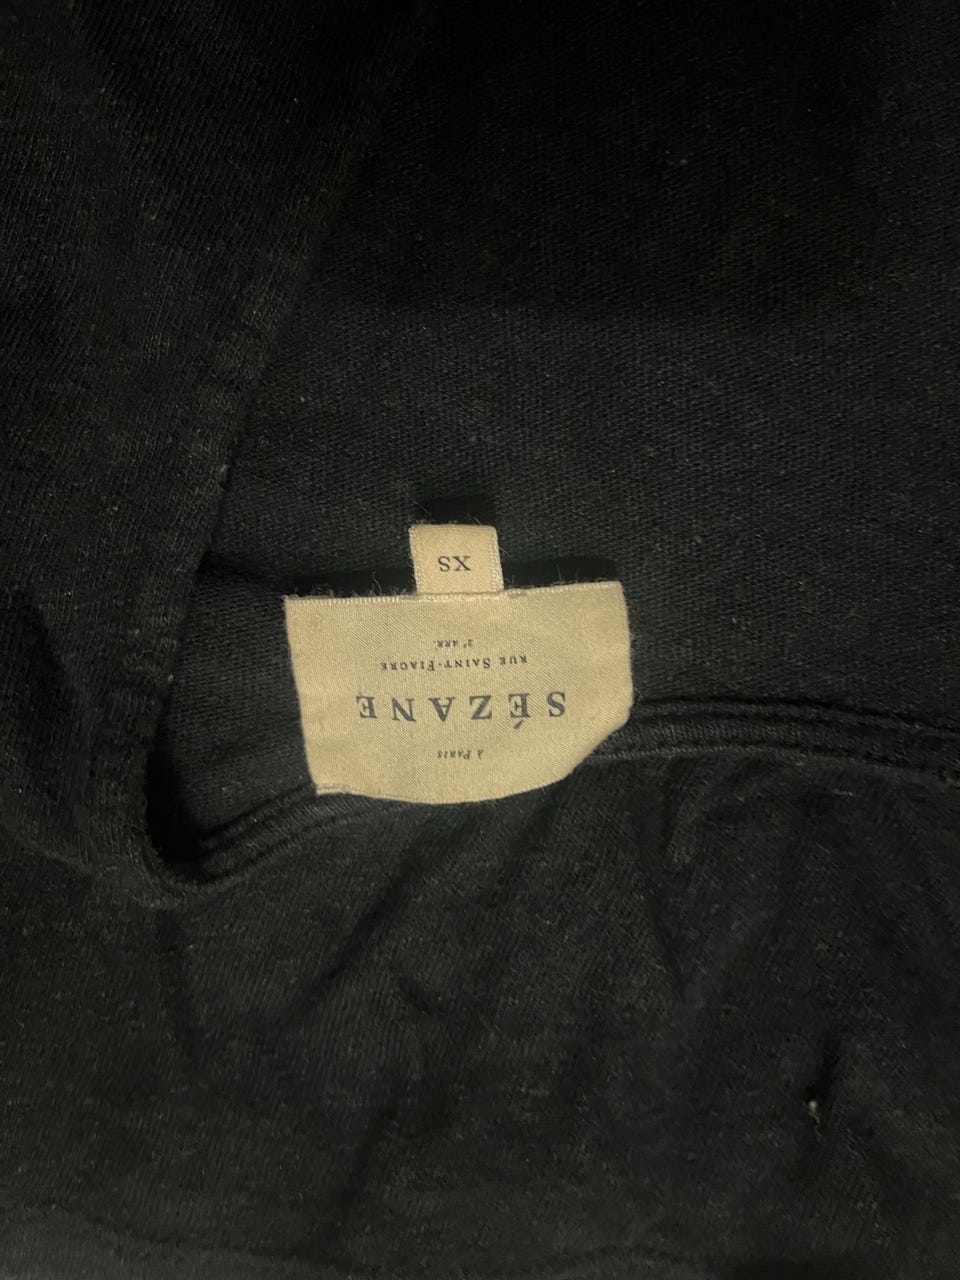 À PARIS
SÉZANE
RUE SAINT-FIACRE
2ᵉ ARR.
XS